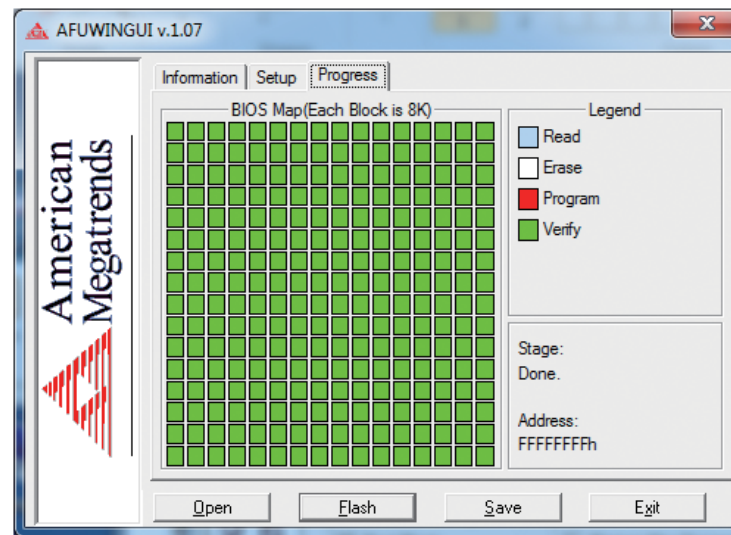 AFUWINGUI v.1.07
American
Megatrends
Information
Setup
Progress
BIOS Map(Each Block is 8K)
Legend
Read
Erase
Program
Verify
Stage:
Done.
Address:
FFFFFFFFh
Open
Flash
Save
Exit